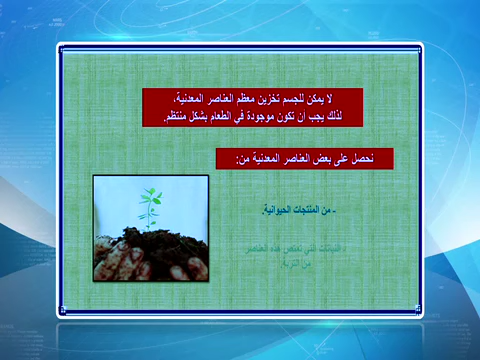 لا يمكن للجسم تخزين معظم العناصر المعدنية،
لذلك يجب ان تكون موجودة في الطعام بشكل منتظم.
نحصل على بعض العناصر المعدنية من:
- من المنتجات الحيوانية.
- النباتات التي تمتص هذه العناصر
من التربة.